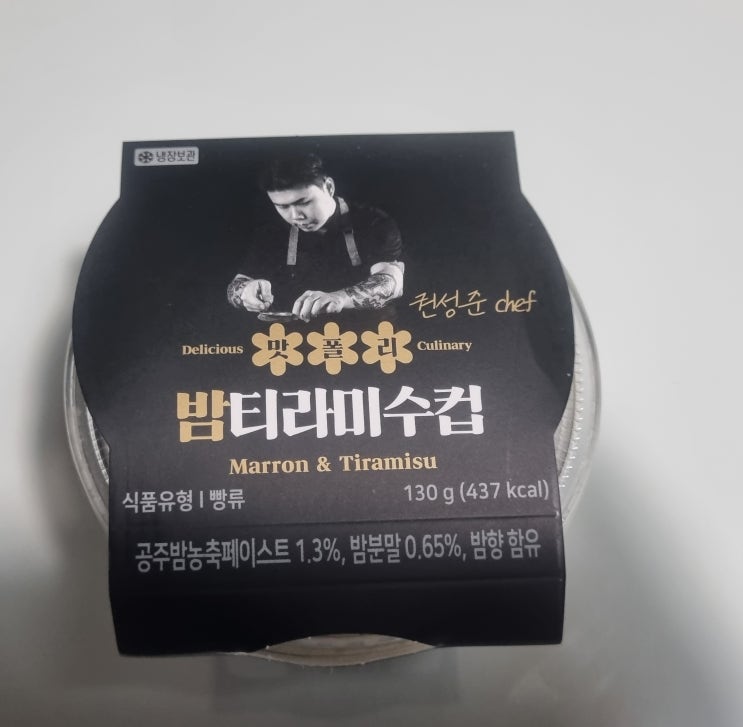 냉장보관
권성준 chef
Delicious 맛폴리 Culinary
밤티라미수컵
Marron & Tiramisu
식품유형 | 빵류 130 g (437 kcal)
공주밤농축페이스트 1.3%, 밤분말 0.65%, 밤향 함유